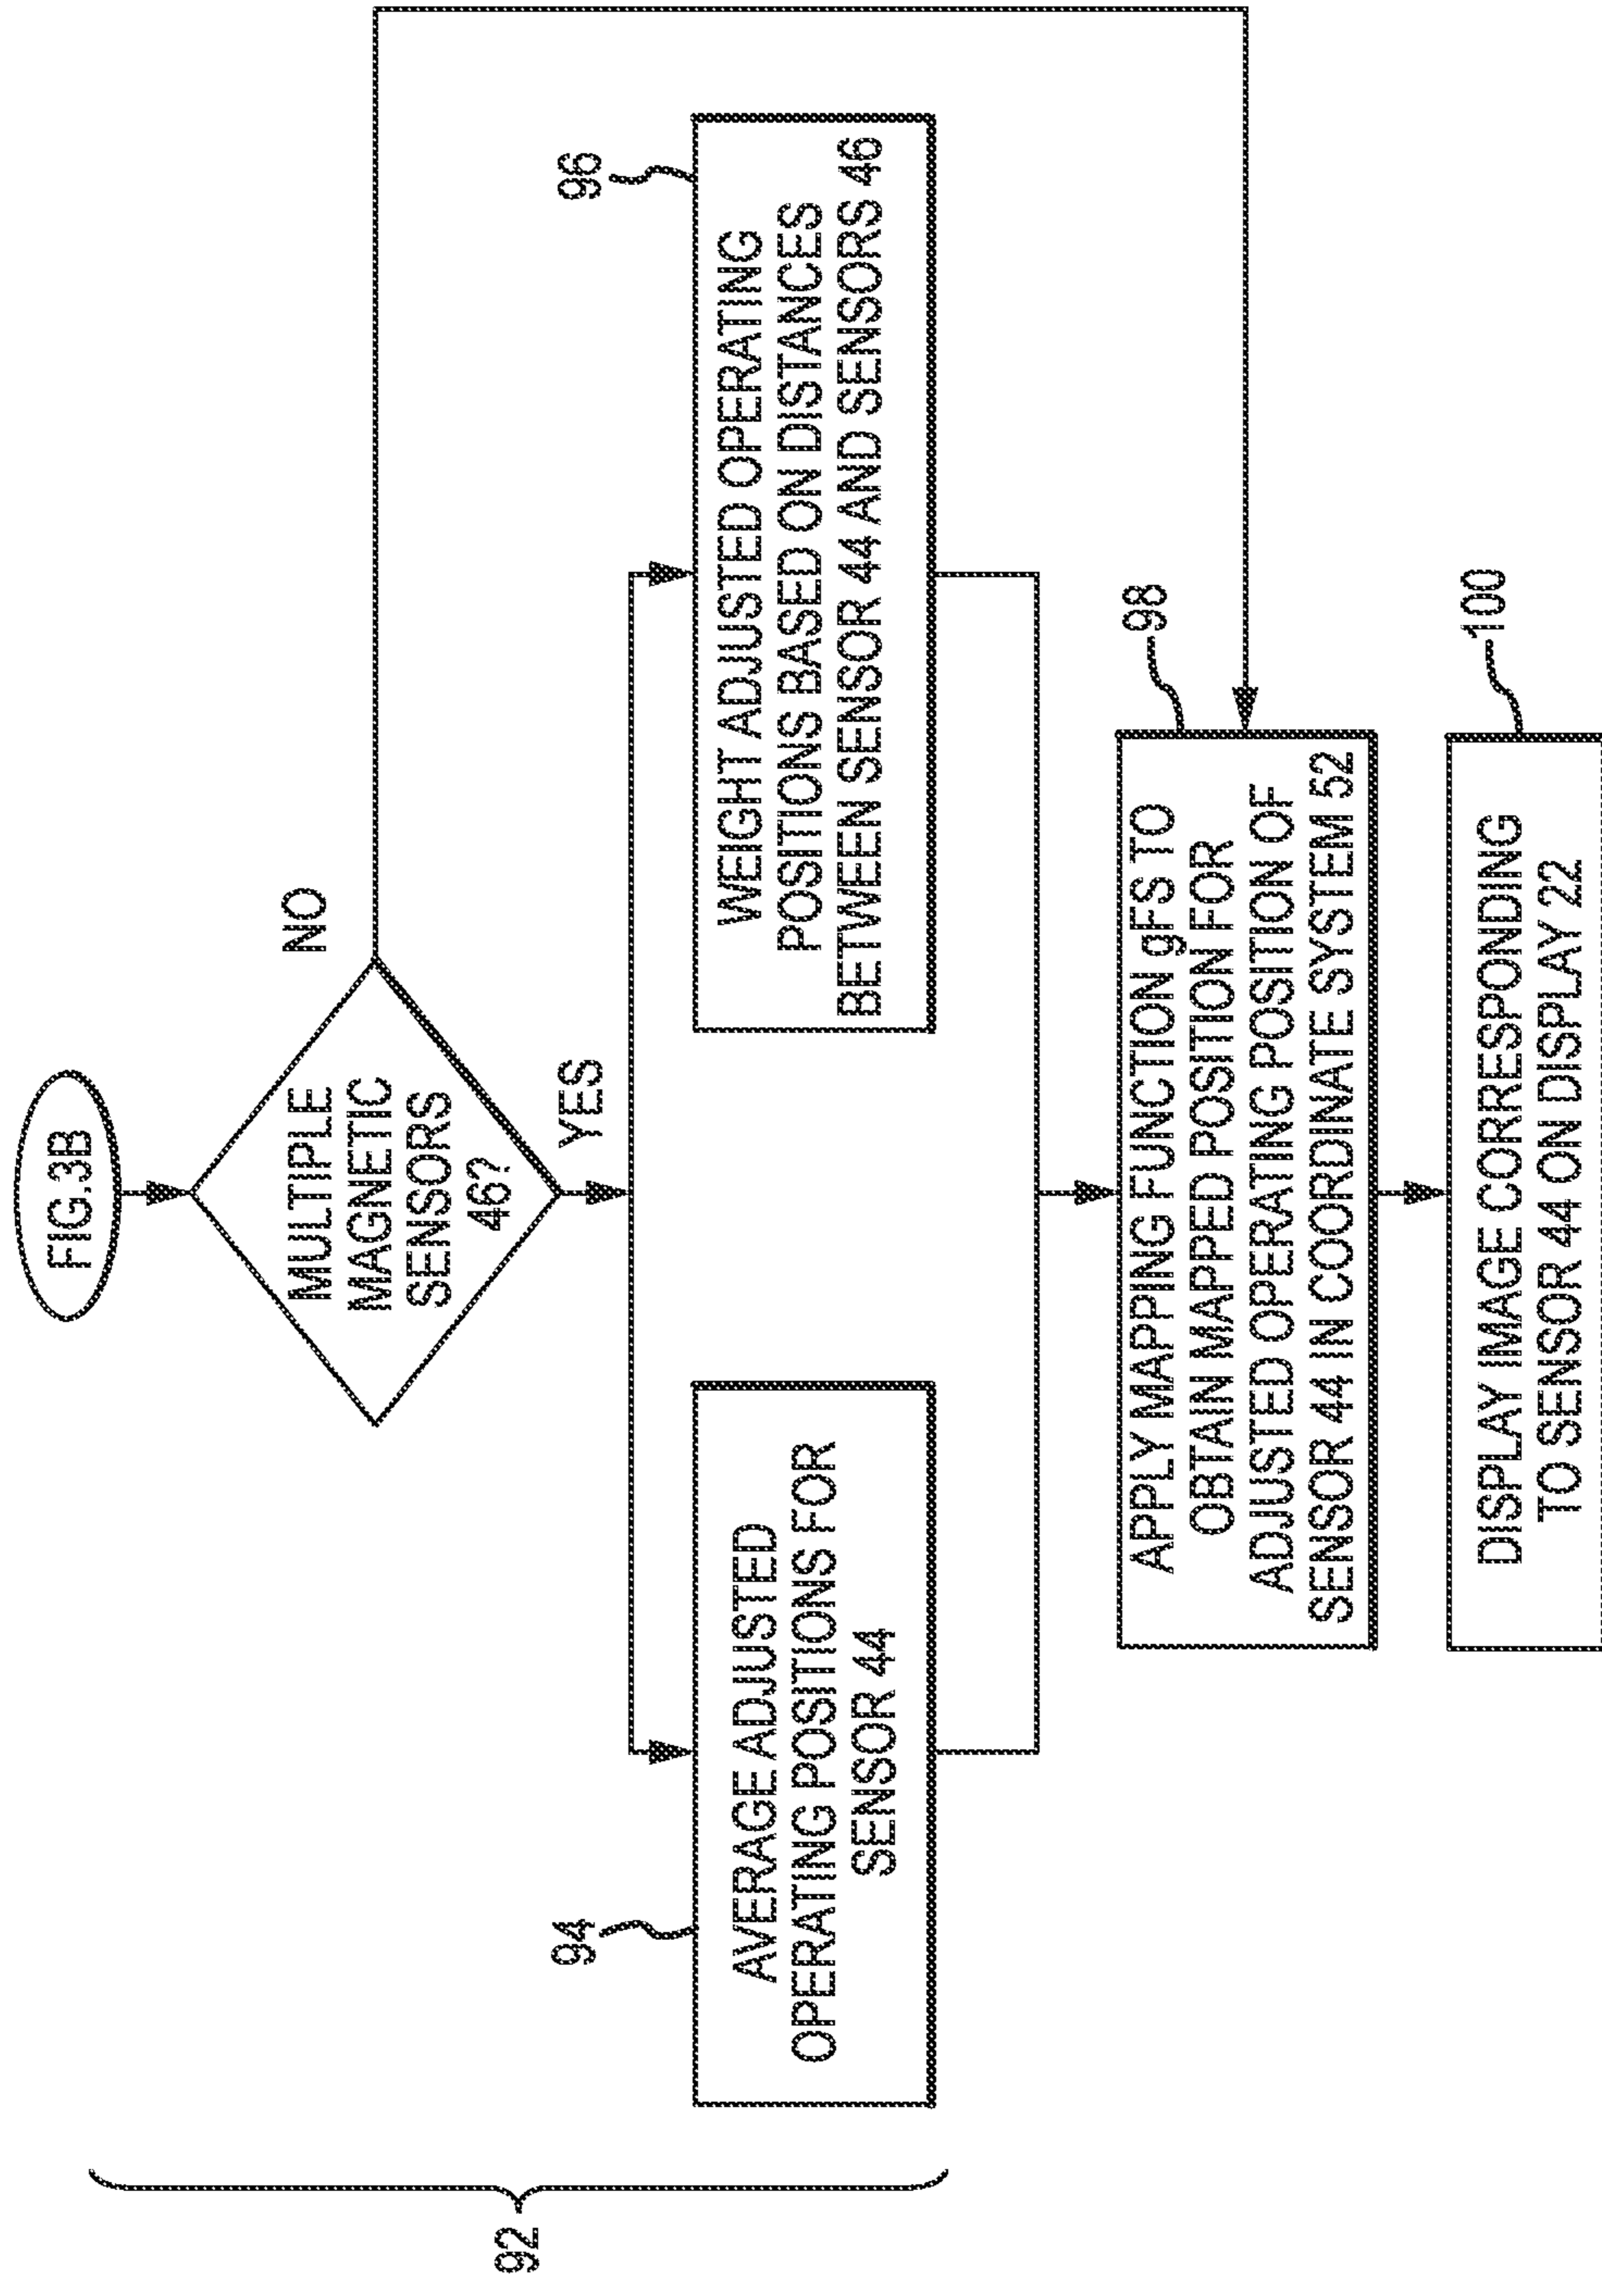 FIG.3B
MULTIPLE
MAGNETIC
SENSORS
46?
NO
YES
92
94
AVERAGE ADJUSTED
OPERATING POSITIONS FOR
SENSOR 44
96
WEIGHT ADJUSTED OPERATING
POSITIONS BASED ON DISTANCES
BETWEEN SENSOR 44 AND SENSORS 46
98
APPLY MAPPING FUNCTION gFS TO
OBTAIN MAPPED POSITION FOR
ADJUSTED OPERATING POSITION OF
SENSOR 44 IN COORDINATE SYSTEM 52
100
DISPLAY IMAGE CORRESPONDING
TO SENSOR 44 ON DISPLAY 22